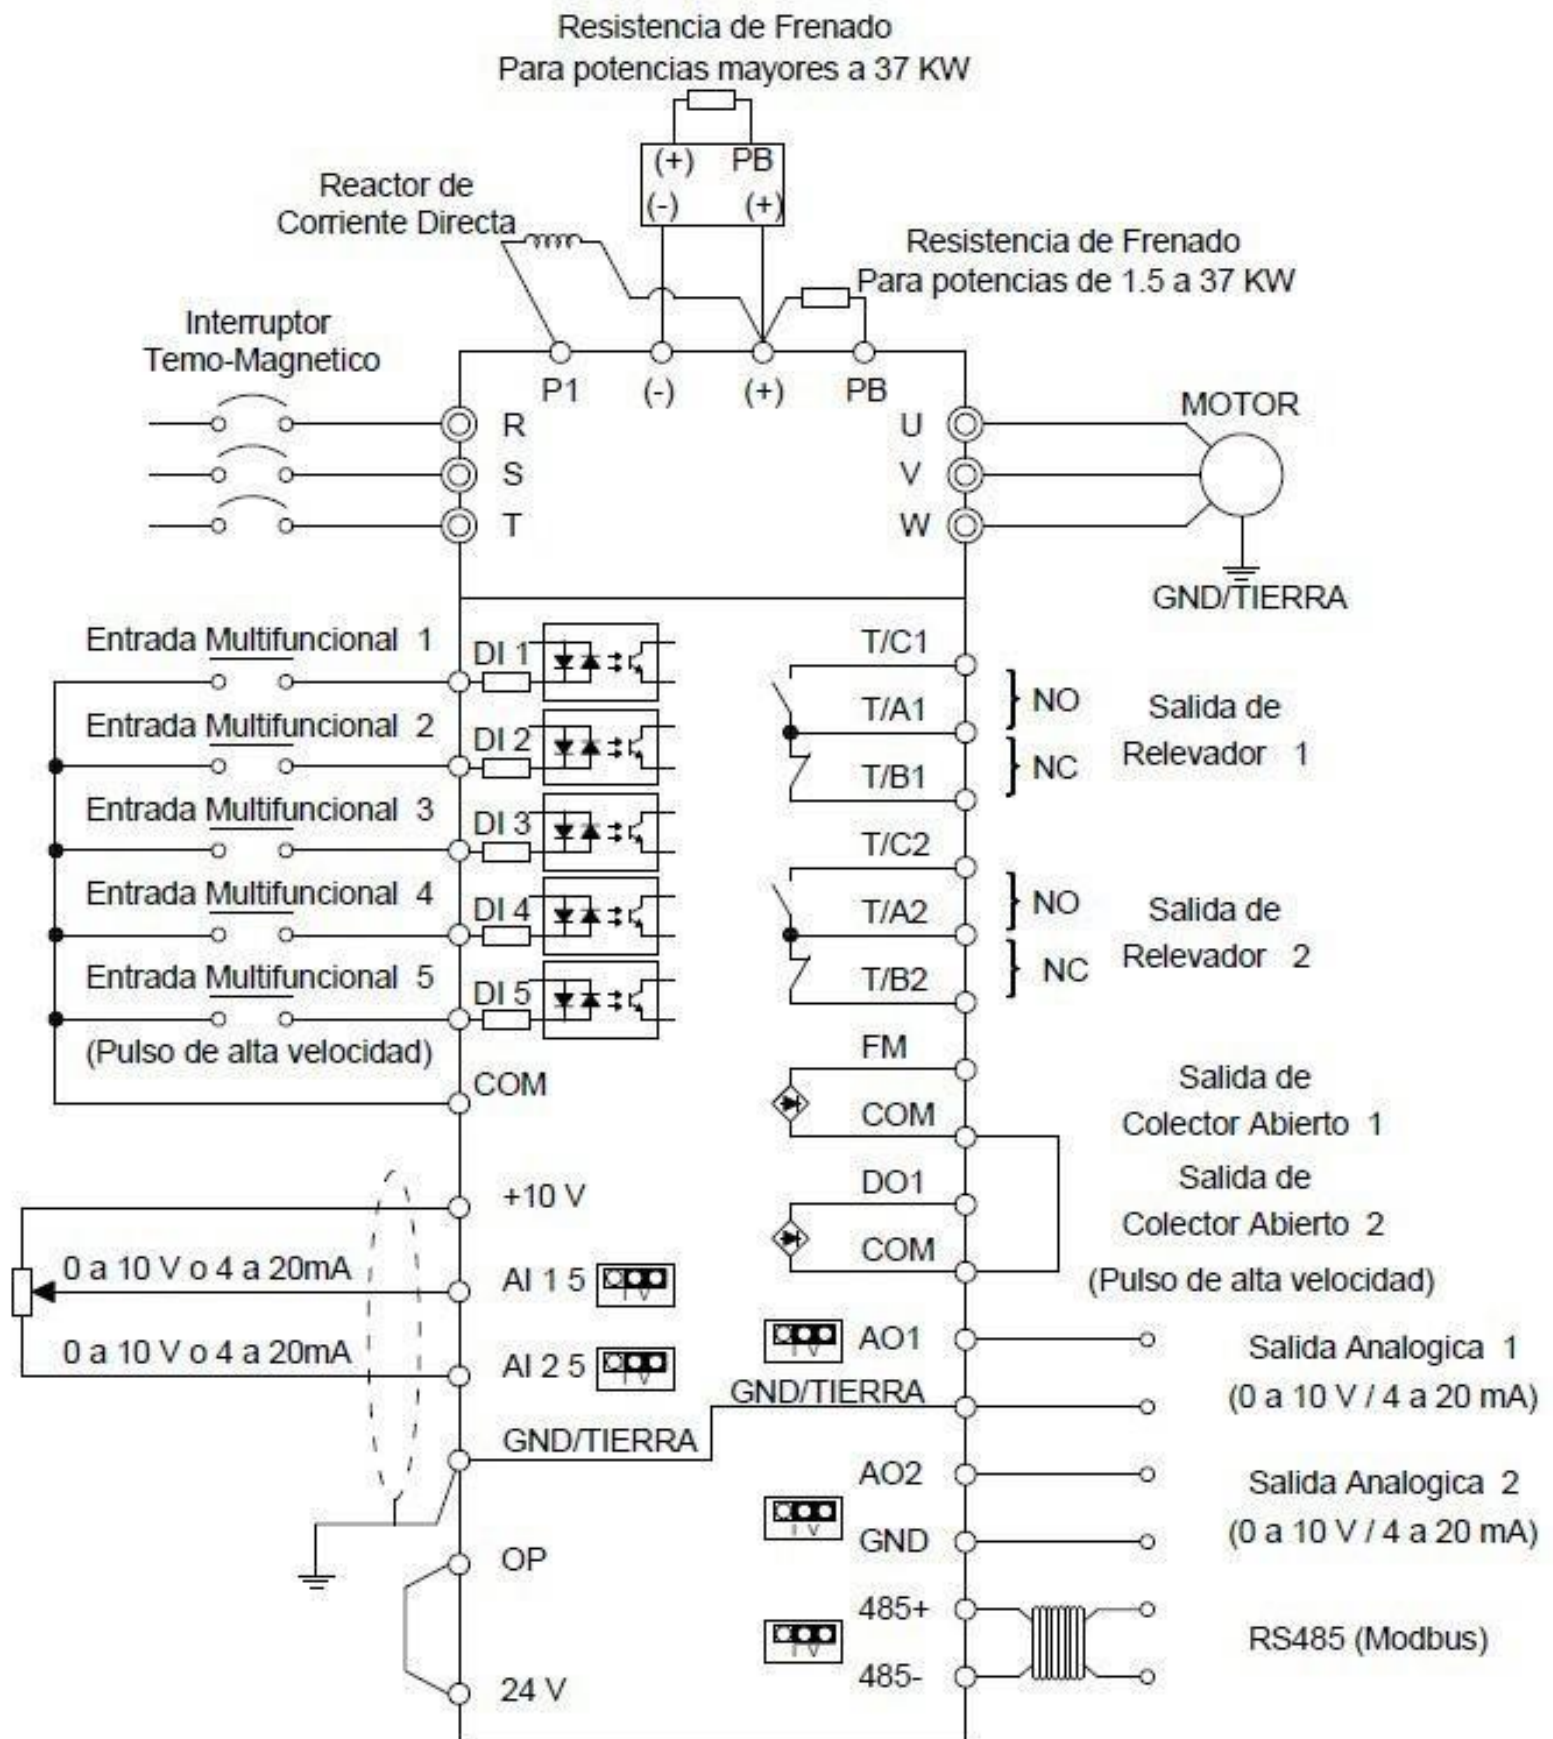 Resistencia de Frenado
Para potencias mayores a 37 KW
(+) PB
(-) (+)
Reactor de
Corriente Directa
Resistencia de Frenado
Para potencias de 1.5 a 37 KW
Interruptor
Temo-Magnetico
P1 (-) (+) PB
R
S
T
U
V
W
MOTOR
GND/TIERRA
Entrada Multifuncional 1
DI 1
Entrada Multifuncional 2
DI 2
Entrada Multifuncional 3
DI 3
Entrada Multifuncional 4
DI 4
Entrada Multifuncional 5
DI 5
(Pulso de alta velocidad)
COM
T/C1
T/A1
T/B1
NO
NC
Salida de
Relevador 1
T/C2
T/A2
T/B2
NO
NC
Salida de
Relevador 2
FM
COM
Salida de
Colector Abierto 1
DO1
COM
Salida de
Colector Abierto 2
(Pulso de alta velocidad)
+10 V
0 a 10 V o 4 a 20mA
AI 1 5
I V
0 a 10 V o 4 a 20mA
AI 2 5
I V
GND/TIERRA
OP
24 V
I V
AO1
GND/TIERRA
Salida Analogica 1
(0 a 10 V / 4 a 20 mA)
AO2
I V
GND
Salida Analogica 2
(0 a 10 V / 4 a 20 mA)
485+
I V
485-
RS485 (Modbus)